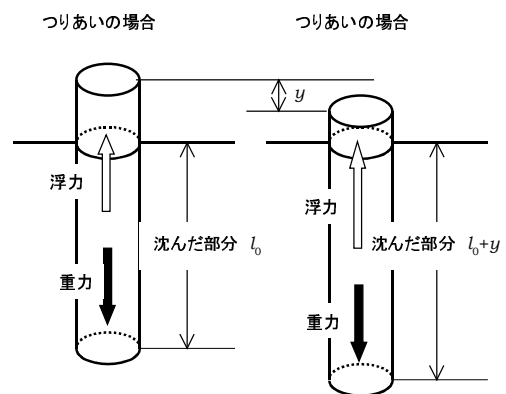 つりあいの場合
つりあいの場合
y
浮力
浮力
沈んだ部分 l₀
沈んだ部分 l₀+y
重力
重力